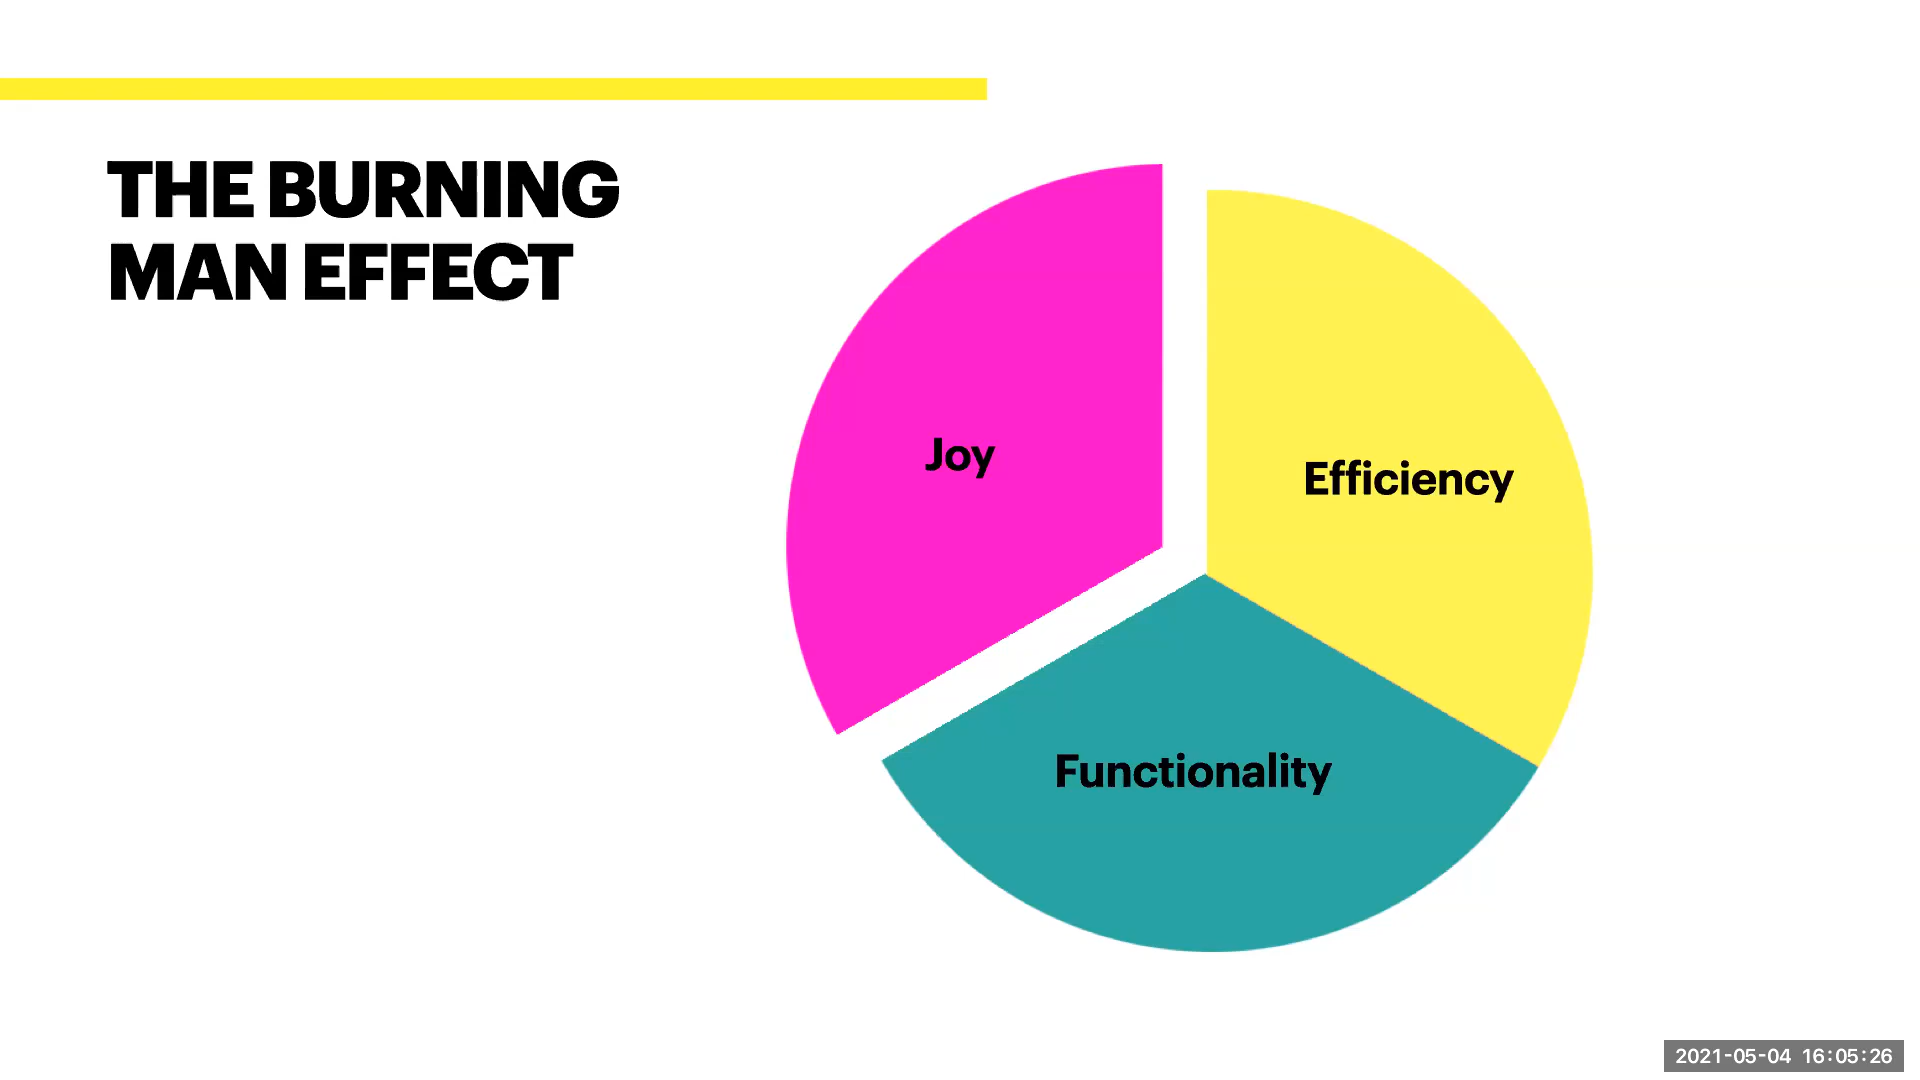 THE BURNING
MAN EFFECT
Joy
Efficiency
Functionality
2021-05-04 16:05:26